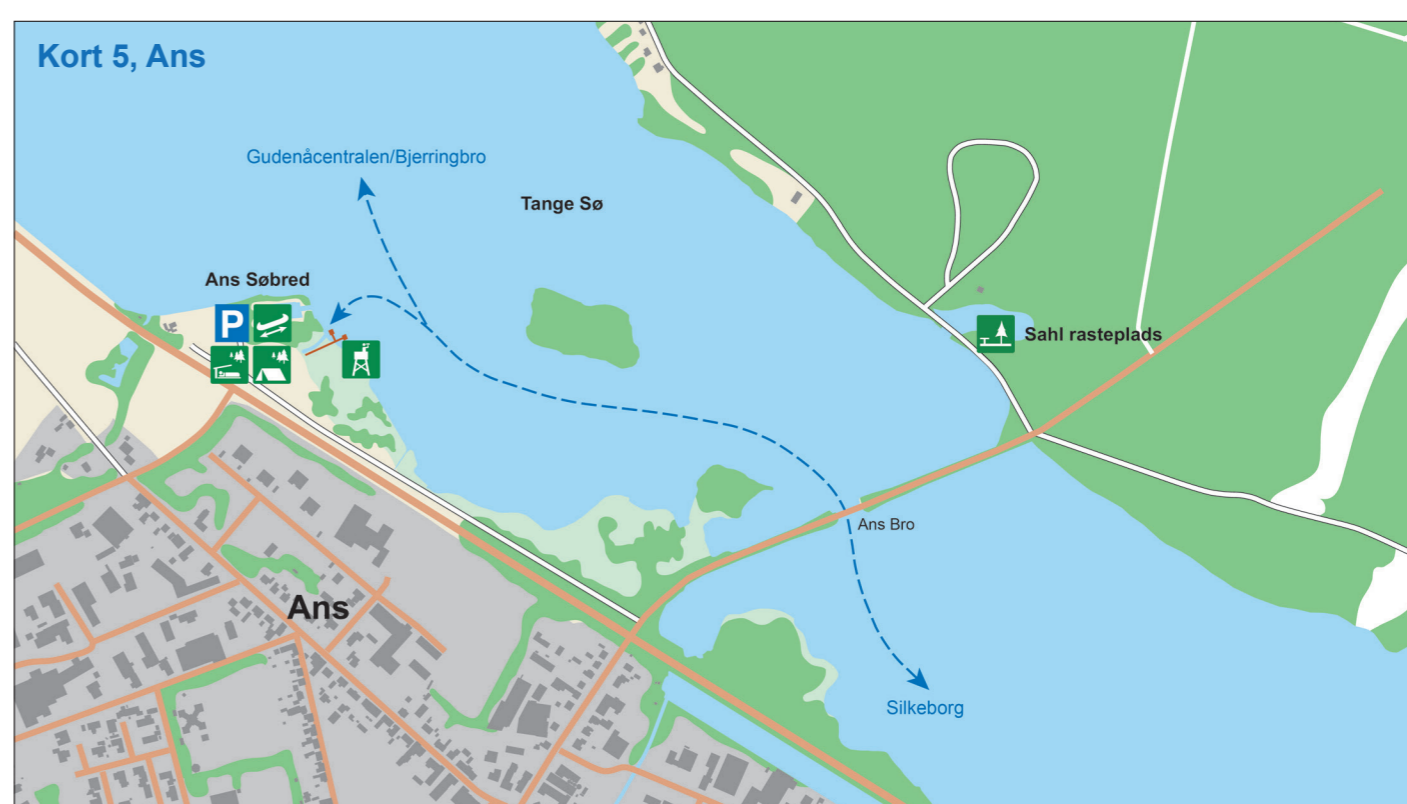 Kort 5, Ans
Gudenåcentralen/Bjerringbro
Tange Sø
Ans Søbred
P
Sahl rasteplads
Ans Bro
Ans
Silkeborg